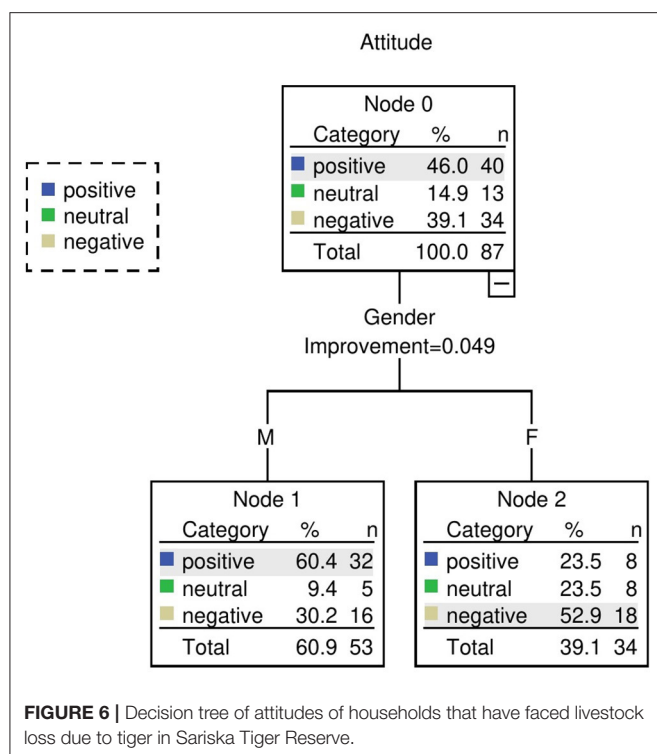 Attitude
Node 0
Category % n
positive 46.0 40
neutral 14.9 13
negative 39.1 34
Total 100.0 87
positive
neutral
negative
Gender
Improvement=0.049
M
F
Node 1
Category % n
positive 60.4 32
neutral 9.4 5
negative 30.2 16
Total 60.9 53
Node 2
Category % n
positive 23.5 8
neutral 23.5 8
negative 52.9 18
Total 39.1 34
FIGURE 6 | Decision tree of attitudes of households that have faced livestock
loss due to tiger in Sariska Tiger Reserve.